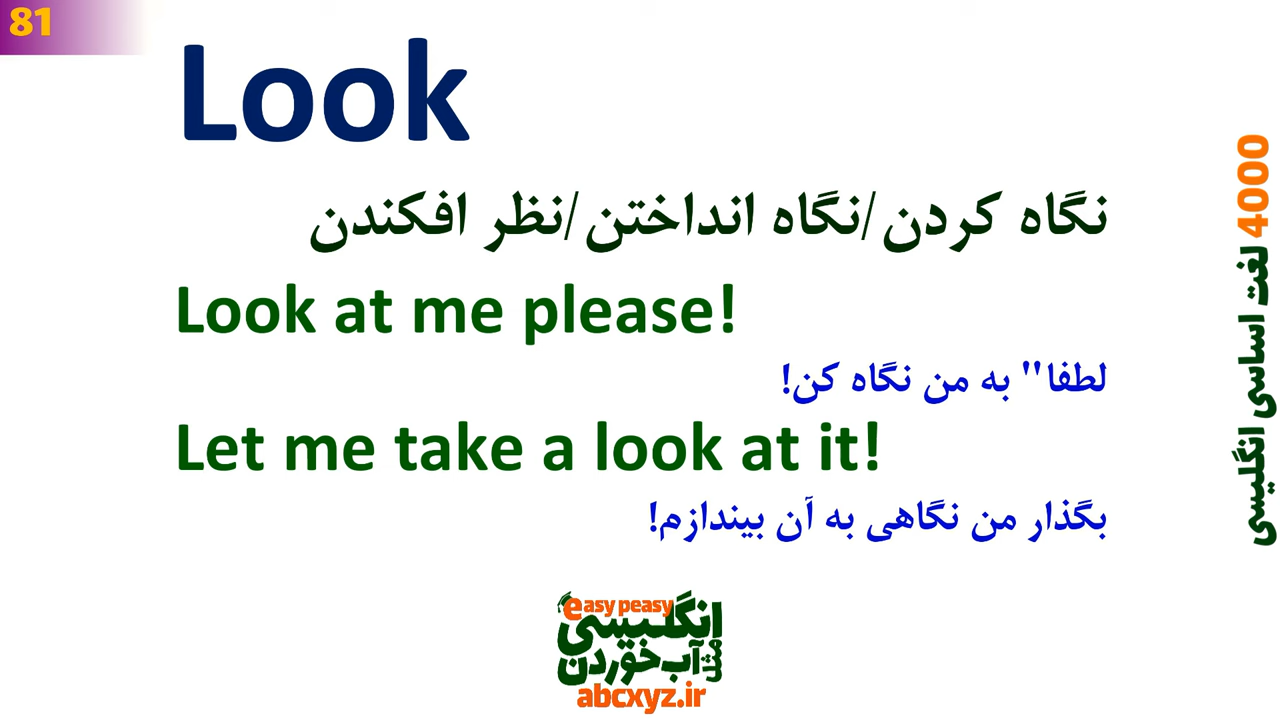 81
Look
نگاه کردن/نگاه انداختن/نظر افکندن
Look at me please!
لطفا" به من نگاه کن!
Let me take a look at it!
بگذار من نگاهی به آن بیندازم!
4000 لغت اساسی انگلیسی
easy peasy
انگلیسی
مثل آب خوردن
abcxyz.ir